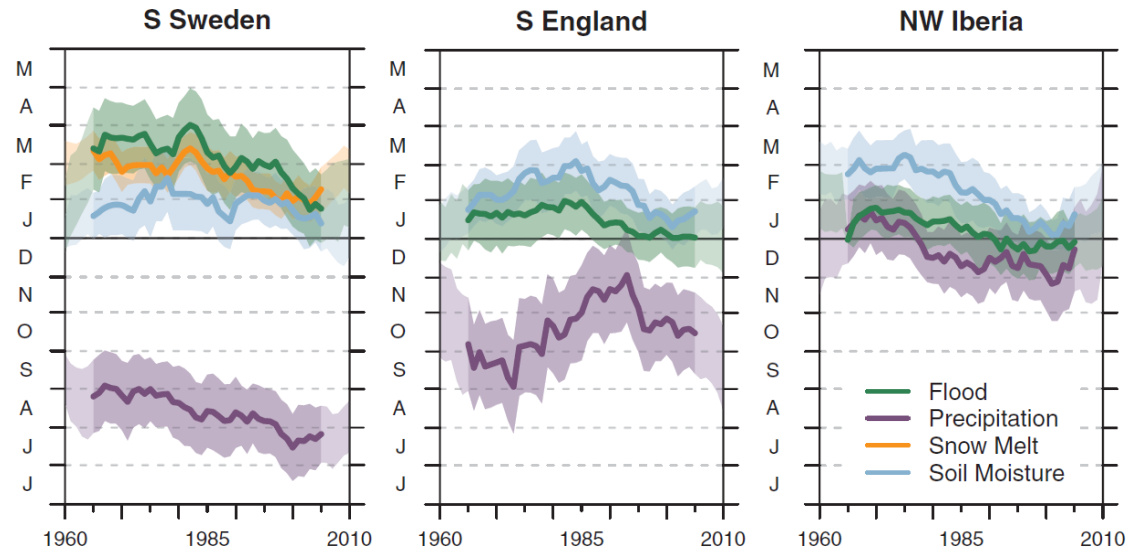 S Sweden
M
A
M
F
J
D
N
O
S
A
J
J
1960 1985 2010
S England
M
A
M
F
J
D
N
O
S
A
J
J
1960 1985 2010
NW Iberia
M
A
M
F
J
D
N
O
S
A
J
J
Flood
Precipitation
Snow Melt
Soil Moisture
1960 1985 2010